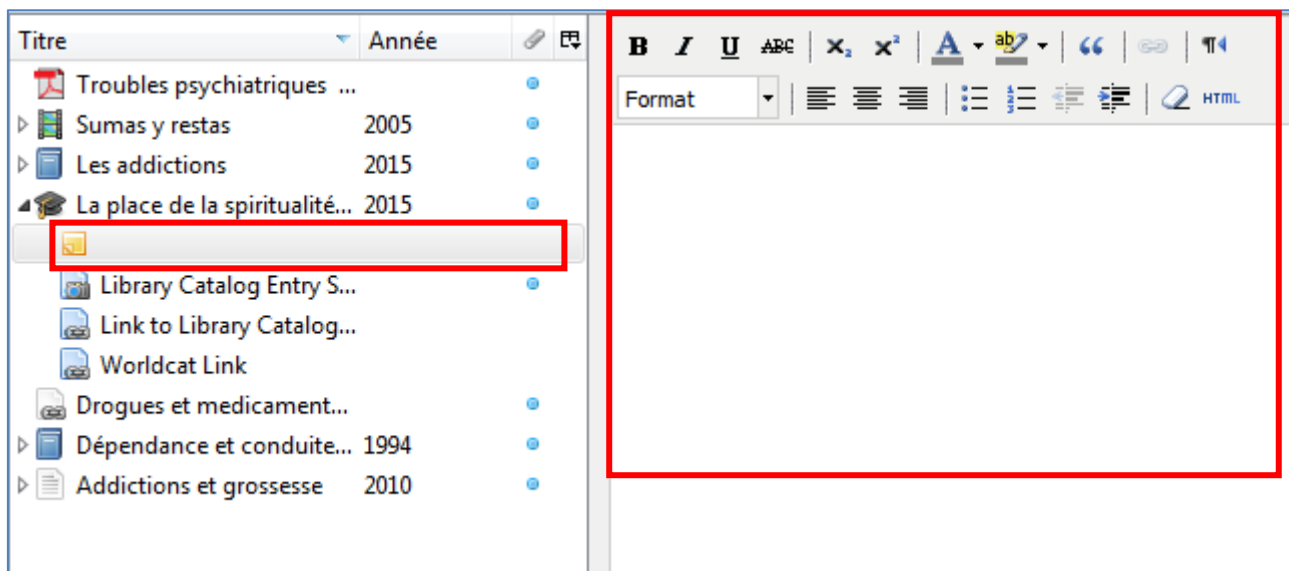 Titre Année
Troubles psychiatriques ...
Sumas y restas 2005
Les addictions 2015
La place de la spiritualité... 2015
Library Catalog Entry S...
Link to Library Catalog...
Worldcat Link
Drogues et medicament...
Dépendance et conduite... 1994
Addictions et grossesse 2010
B I U ABC x₂ x² A ab “ ¶
Format HTML